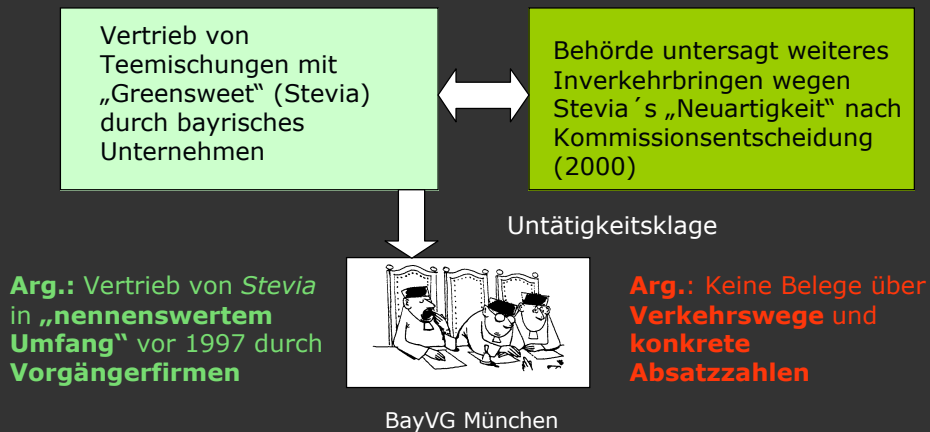 Vertrieb von
Teemischungen mit
„Greensweet“ (Stevia)
durch bayrisches
Unternehmen
Behörde untersagt weiteres
Inverkehrbringen wegen
Stevia´s „Neuartigkeit“ nach
Kommissionsentscheidung
(2000)
Untätigkeitsklage
Arg.: Vertrieb von Stevia
in „nennenswertem
Umfang“ vor 1997 durch
Vorgängerfirmen
Arg.: Keine Belege über
Verkehrswege und
konkrete
Absatzzahlen
BayVG München